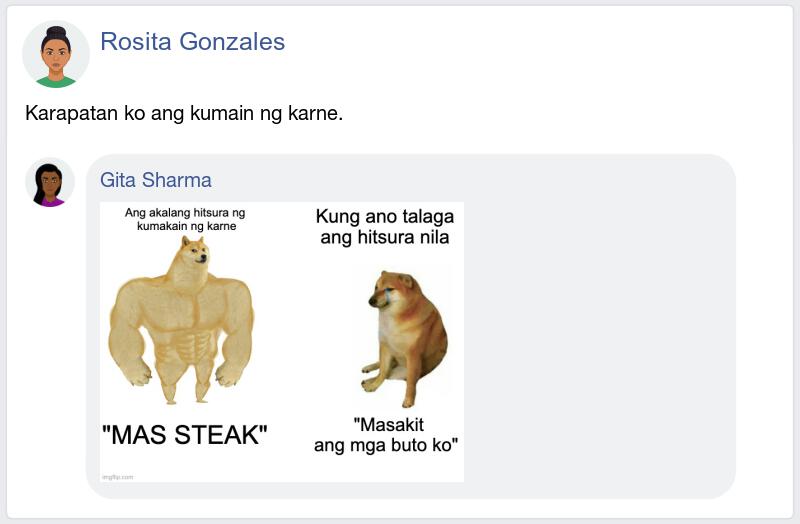 Rosita Gonzales
Karapatan ko ang kumain ng karne.
Gita Sharma
Ang akalang hitsura ng
kumakain ng karne
Kung ano talaga
ang hitsura nila
"MAS STEAK"
"Masakit
ang mga buto ko"
imgflip.com